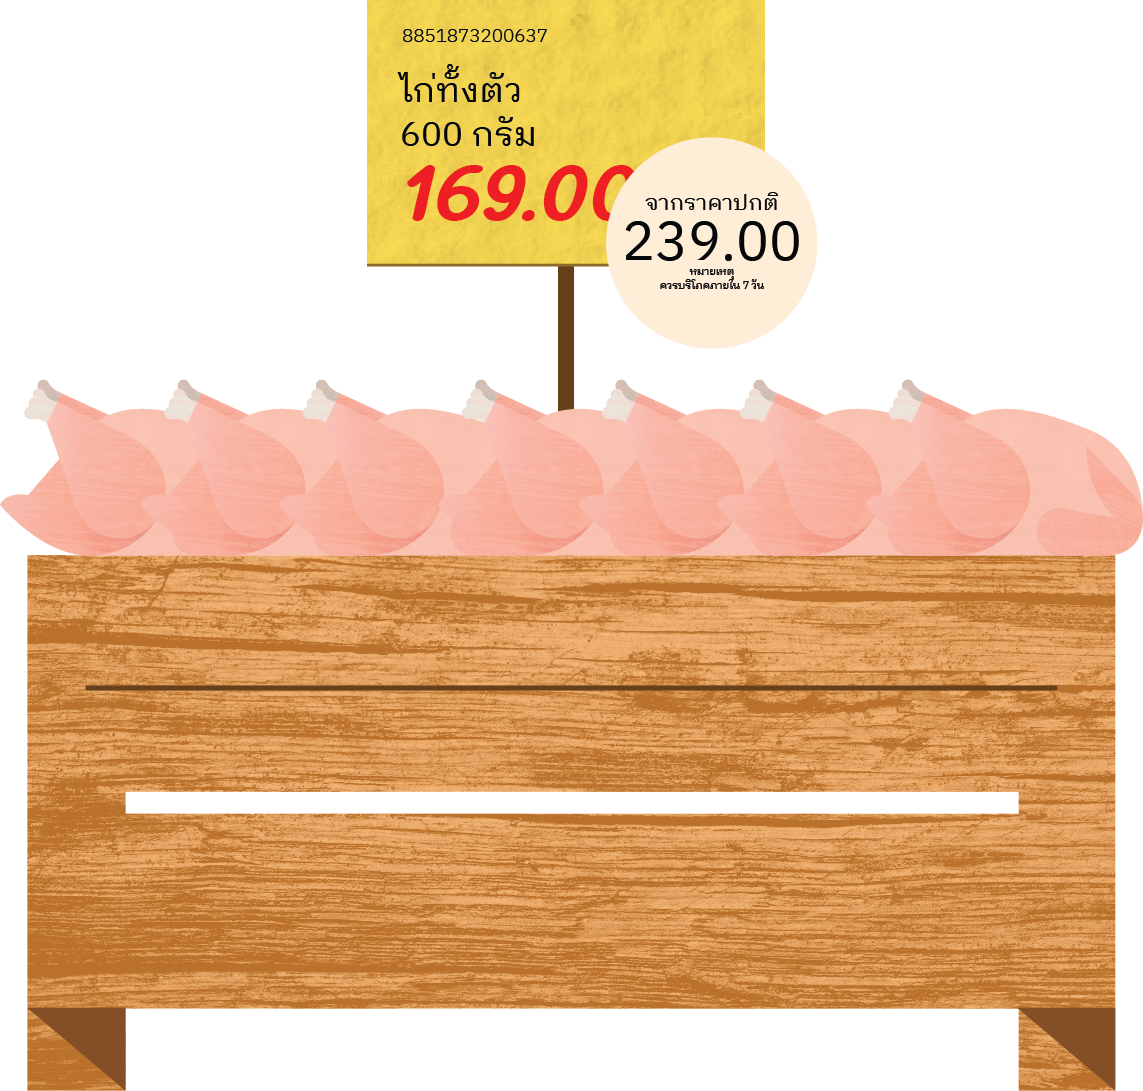 8851873200637
ไก่ทั้งตัว
600 กรัม
169.00
จากราคาปกติ
239.00
หมายเหตุ
ควรบริโภคภายใน 7 วัน